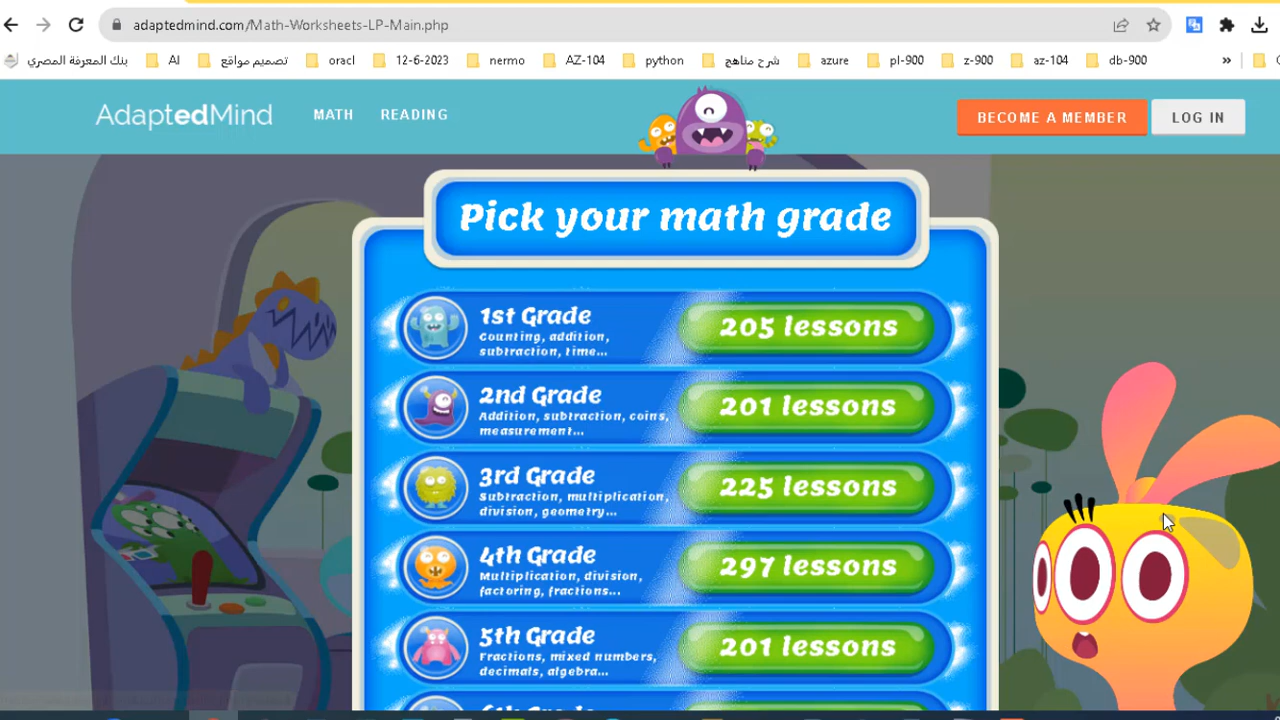 adaptedmind.com/Math-Worksheets-LP-Main.php
بنك المعرفة المصري AI تصميم مواقع oracl 12-6-2023 nermo AZ-104 python شرح مناهج azure pl-900 z-900 az-104 db-900 »
AdaptedMind MATH READING BECOME A MEMBER LOG IN
Pick your math grade
1st Grade
Counting, addition,
subtraction, time...
205 lessons
2nd Grade
Addition, subtraction, coins,
measurement...
201 lessons
3rd Grade
Subtraction, multiplication,
division, geometry...
225 lessons
4th Grade
Multiplication, division,
factoring, fractions...
297 lessons
5th Grade
Fractions, mixed numbers,
decimals, algebra...
201 lessons